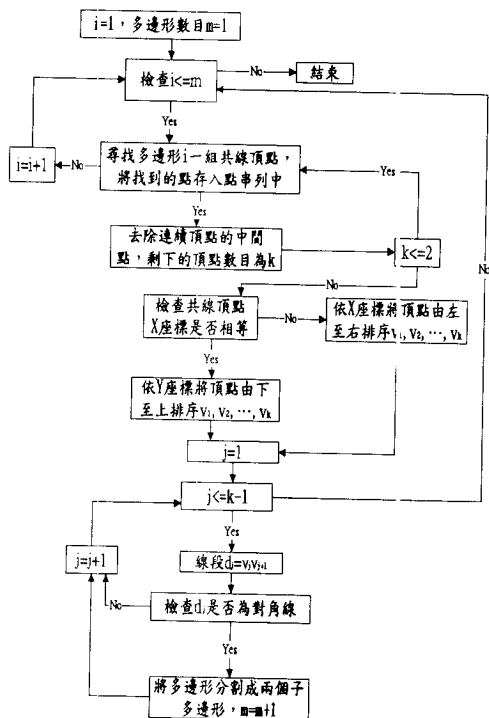 i=1，多邊形數目m=1
檢查i<=m
No
結束
No
Yes
i=i+1
No
尋找多邊形i一組共線頂點，
將找到的點存入點串列中
Yes
Yes
去除連續頂點的中間
點，剩下的頂點數目為k
k<=2
No
檢查共線頂點
X座標是否相等
No
依X座標將頂點由左
至右排序v₁, v₂, …, vₖ
Yes
依Y座標將頂點由下
至上排序v₁, v₂, …, vₖ
j=1
j<=k-1
Yes
j=j+1
線段dⱼ=vⱼvⱼ₊₁
No
檢查dⱼ是否為對角線
Yes
將多邊形分割成兩個子
多邊形，m=m+1
No